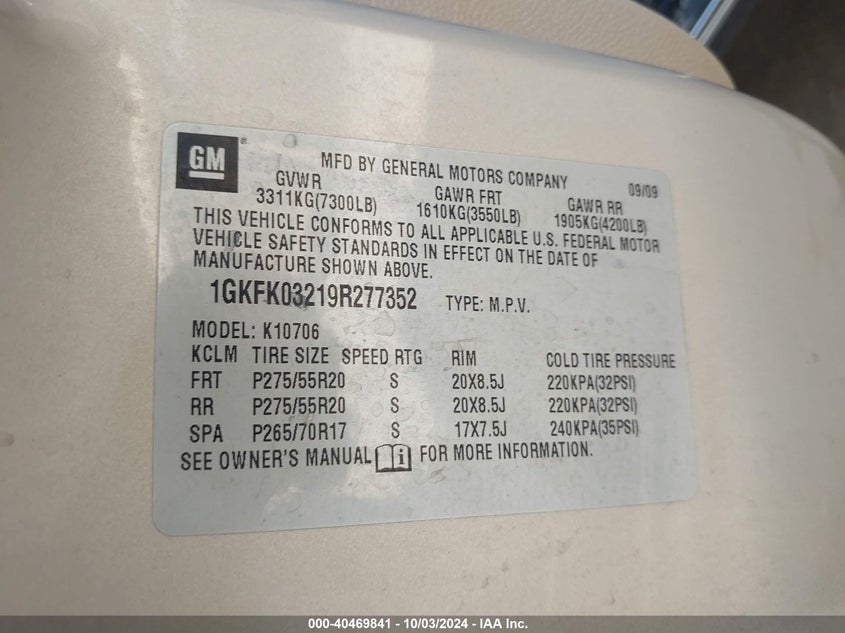 GM®
MFD BY GENERAL MOTORS COMPANY 09/09
GVWR GAWR FRT GAWR RR
3311KG(7300LB) 1610KG(3550LB) 1905KG(4200LB)
THIS VEHICLE CONFORMS TO ALL APPLICABLE U.S. FEDERAL MOTOR
VEHICLE SAFETY STANDARDS IN EFFECT ON THE DATE OF
MANUFACTURE SHOWN ABOVE.
1GKFK03219R277352 TYPE: M.P.V.
MODEL: K10706
KCLM TIRE SIZE SPEED RTG RIM COLD TIRE PRESSURE
FRT P275/55R20 S 20X8.5J 220KPA(32PSI)
RR P275/55R20 S 20X8.5J 220KPA(32PSI)
SPA P265/70R17 S 17X7.5J 240KPA(35PSI)
SEE OWNER'S MANUAL i FOR MORE INFORMATION.
000-40469841 - 10/03/2024 - IAA Inc.